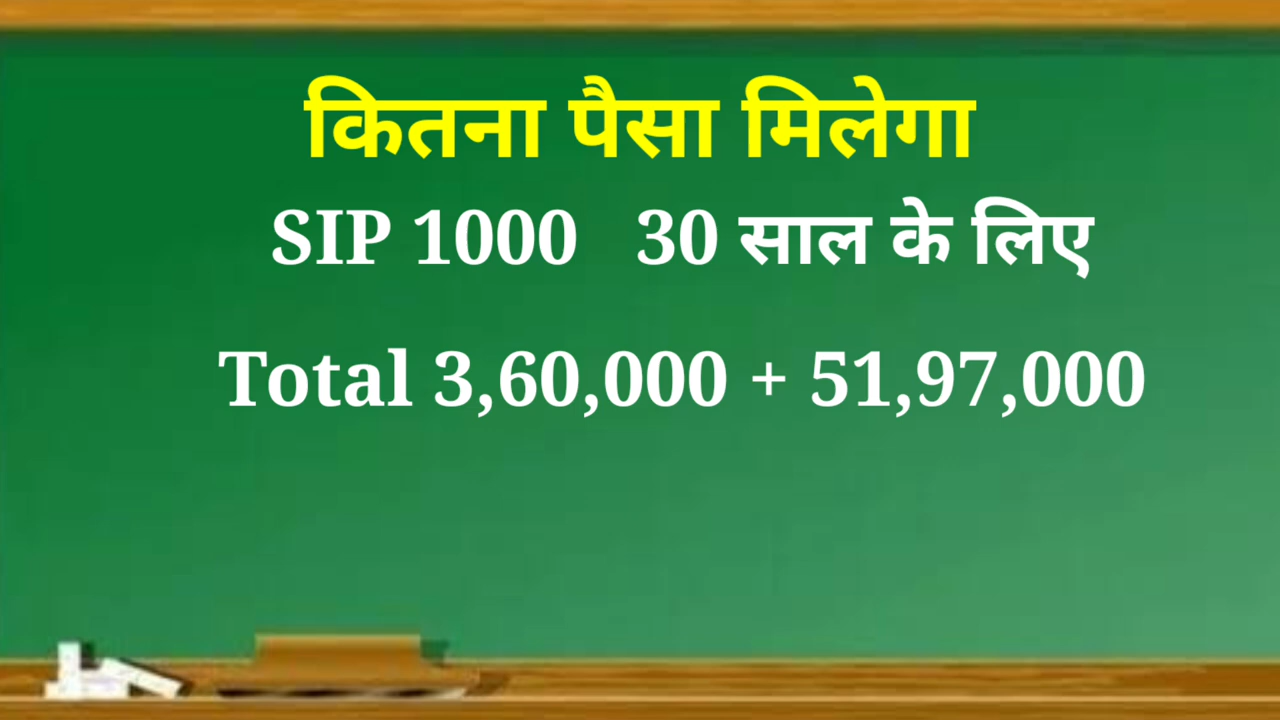 कितना पैसा मिलेगा
SIP 1000 30 साल के लिए
Total 3,60,000 + 51,97,000